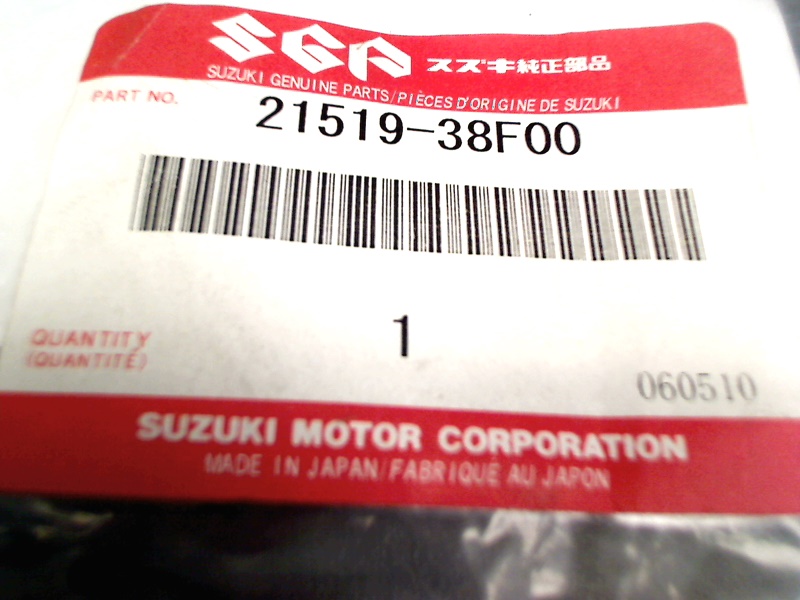 SGP スズキ純正部品
SUZUKI GENUINE PARTS/PIÈCES D'ORIGINE DE SUZUKI
PART NO.
21519-38F00
1
QUANTITY
(QUANTITÉ)
060510
SUZUKI MOTOR CORPORATION
MADE IN JAPAN/FABRIQUE AU JAPON